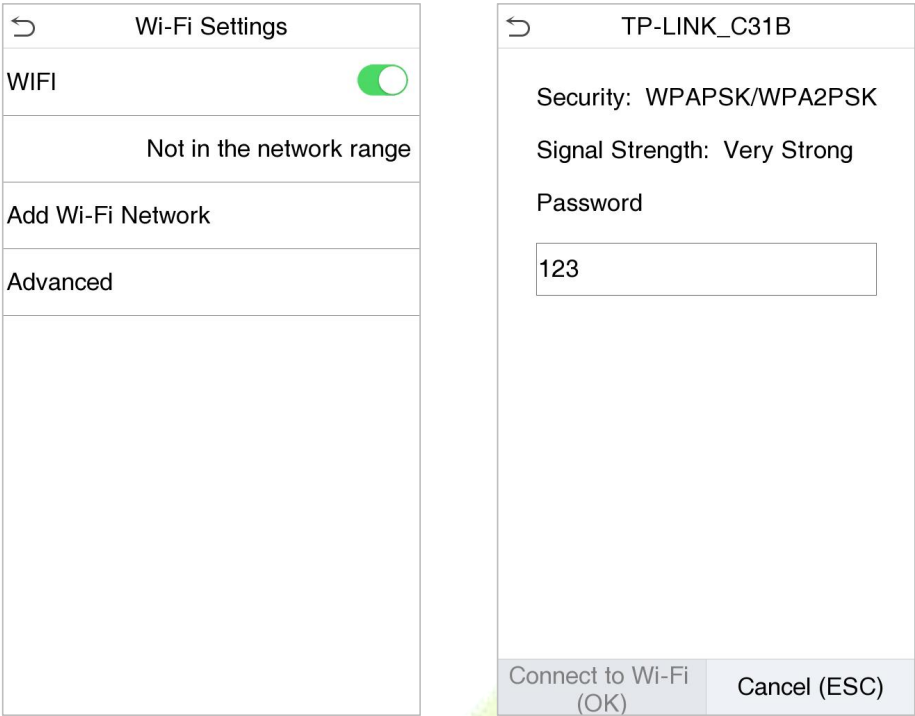 Wi-Fi Settings
WIFI
Not in the network range
Add Wi-Fi Network
Advanced
TP-LINK_C31B
Security: WPAPSK/WPA2PSK
Signal Strength: Very Strong
Password
123
Connect to Wi-Fi
(OK)
Cancel (ESC)